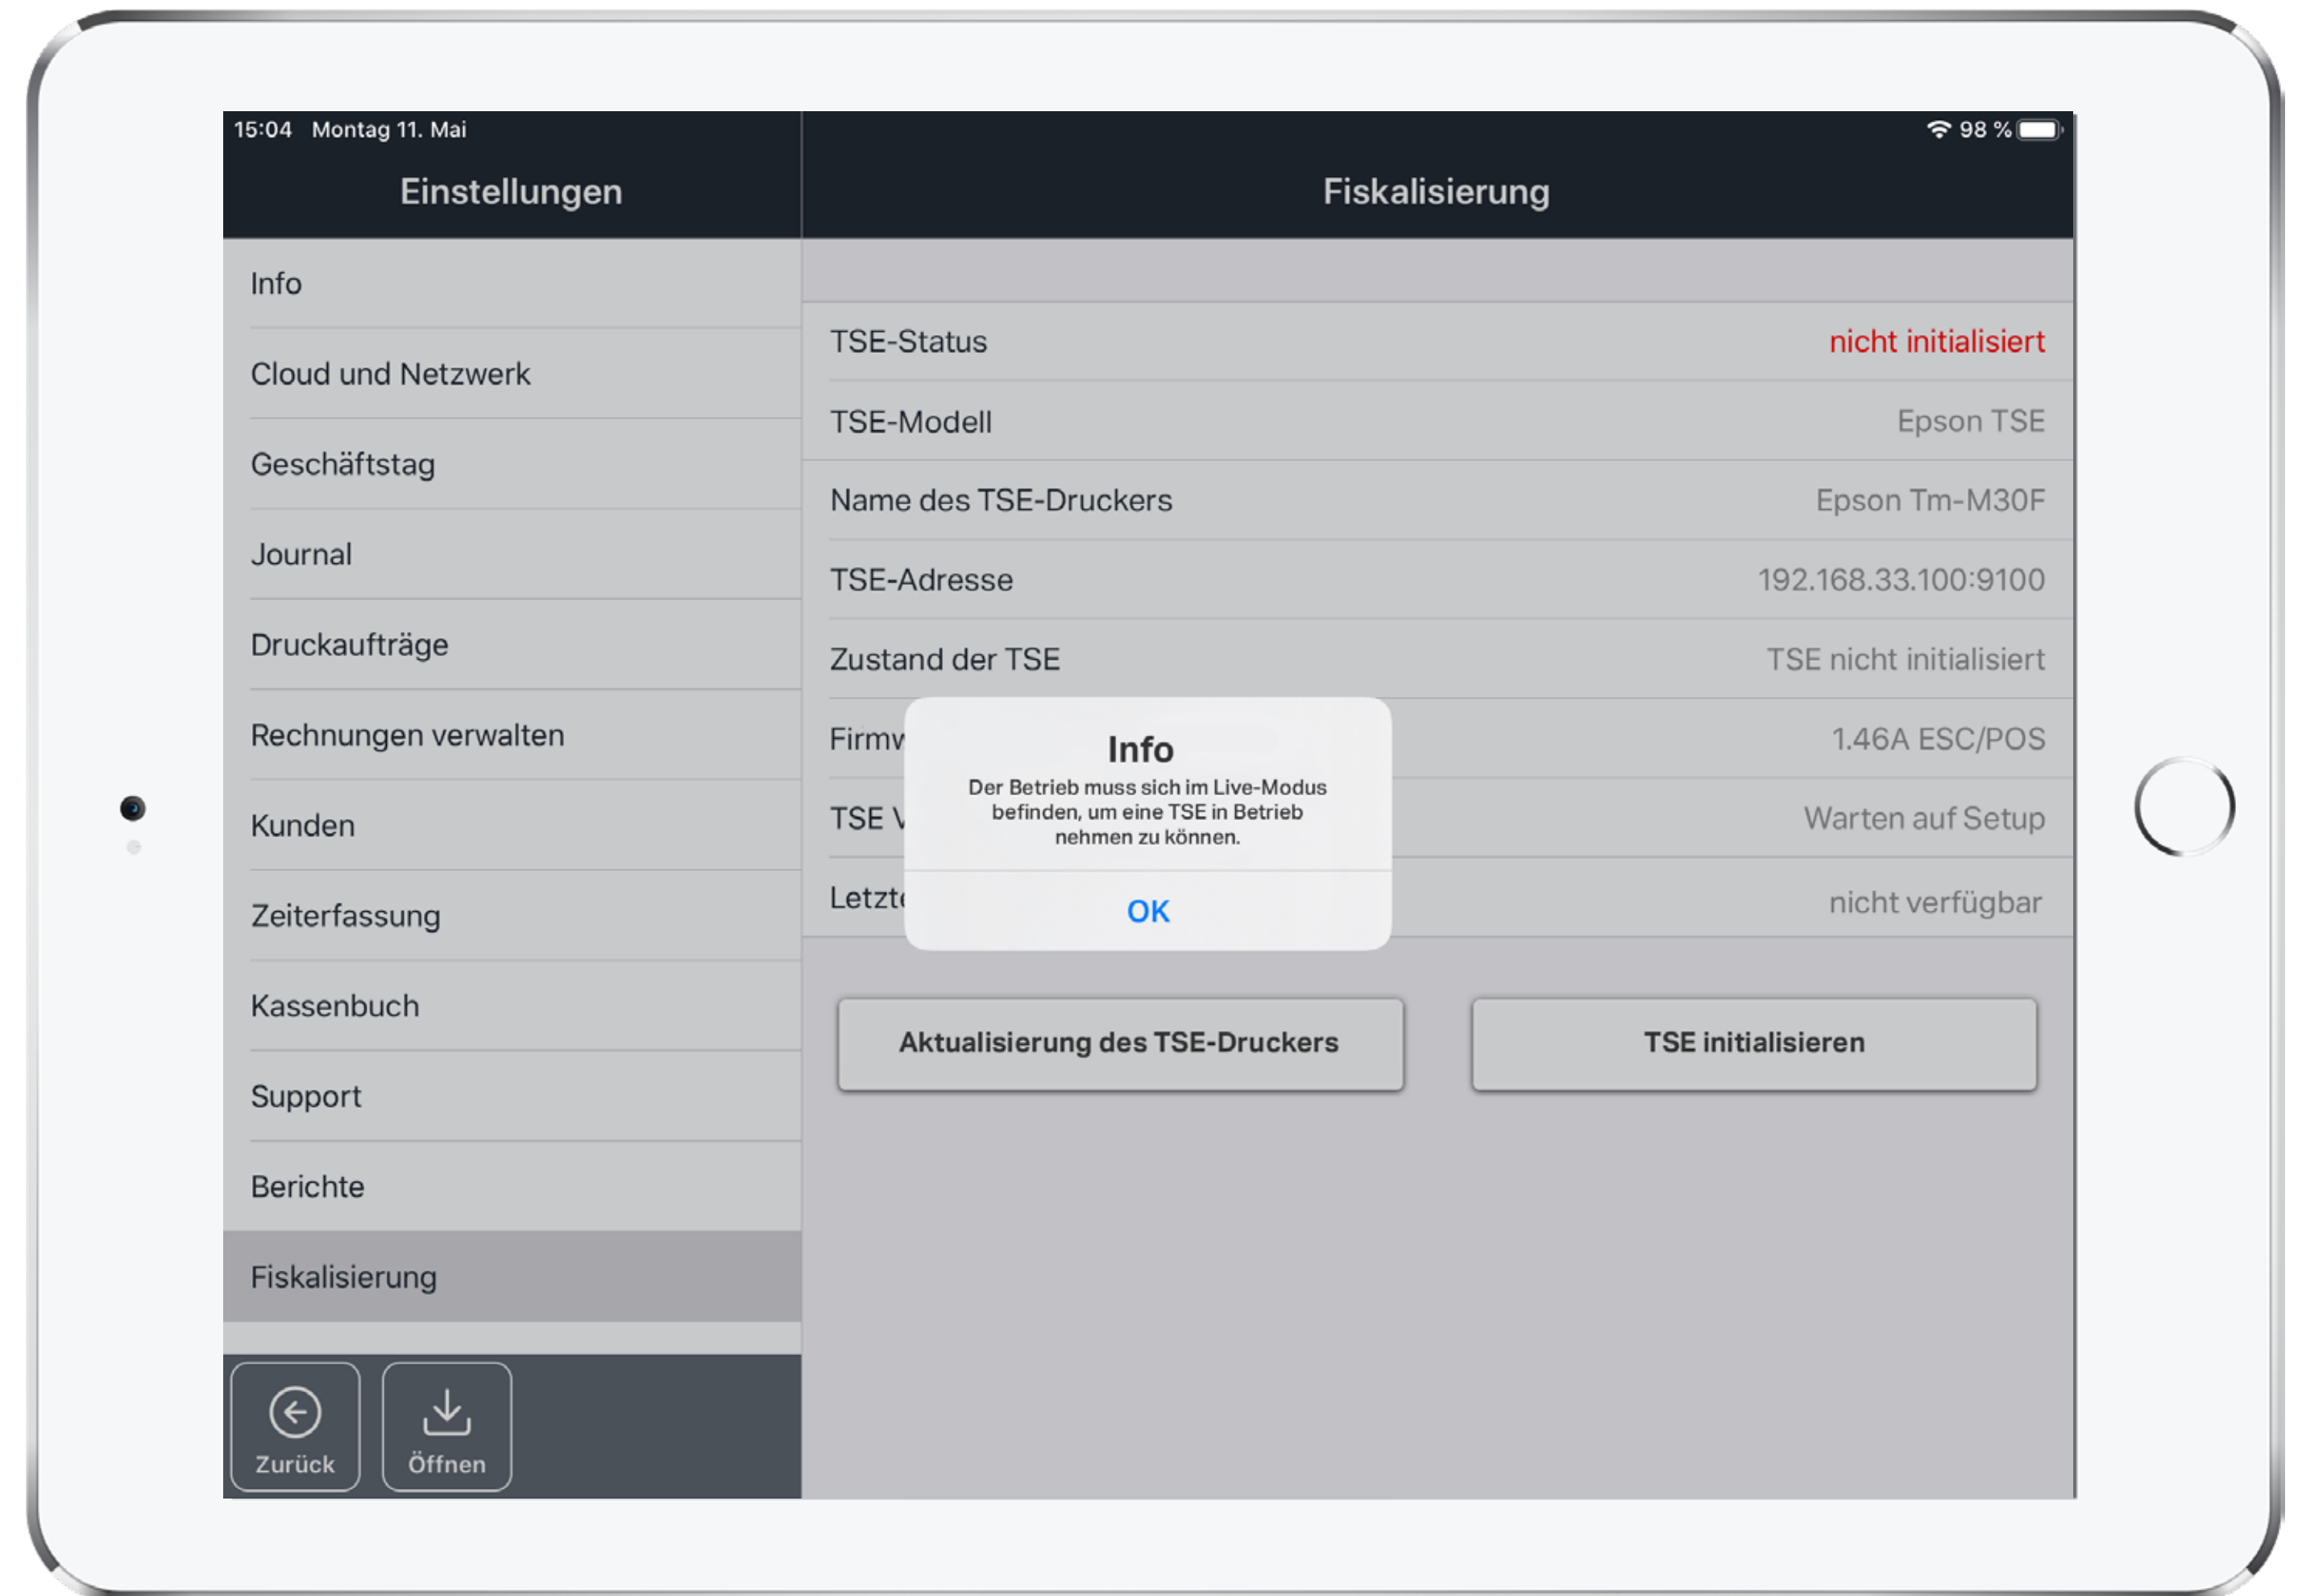 15:04 Montag 11. Mai
98 %
Einstellungen
Fiskalisierung
Info
Cloud und Netzwerk
Geschäftstag
Journal
Druckaufträge
Rechnungen verwalten
Kunden
Zeiterfassung
Kassenbuch
Support
Berichte
Fiskalisierung
Zurück
Öffnen
TSE-Status nicht initialisiert
TSE-Modell Epson TSE
Name des TSE-Druckers Epson Tm-M30F
TSE-Adresse 192.168.33.100:9100
Zustand der TSE TSE nicht initialisiert
1.46A ESC/POS
TSE Warten auf Setup
nicht verfügbar
Info
Der Betrieb muss sich im Live-Modus
befinden, um eine TSE in Betrieb
nehmen zu können.
OK
Aktualisierung des TSE-Druckers
TSE initialisieren